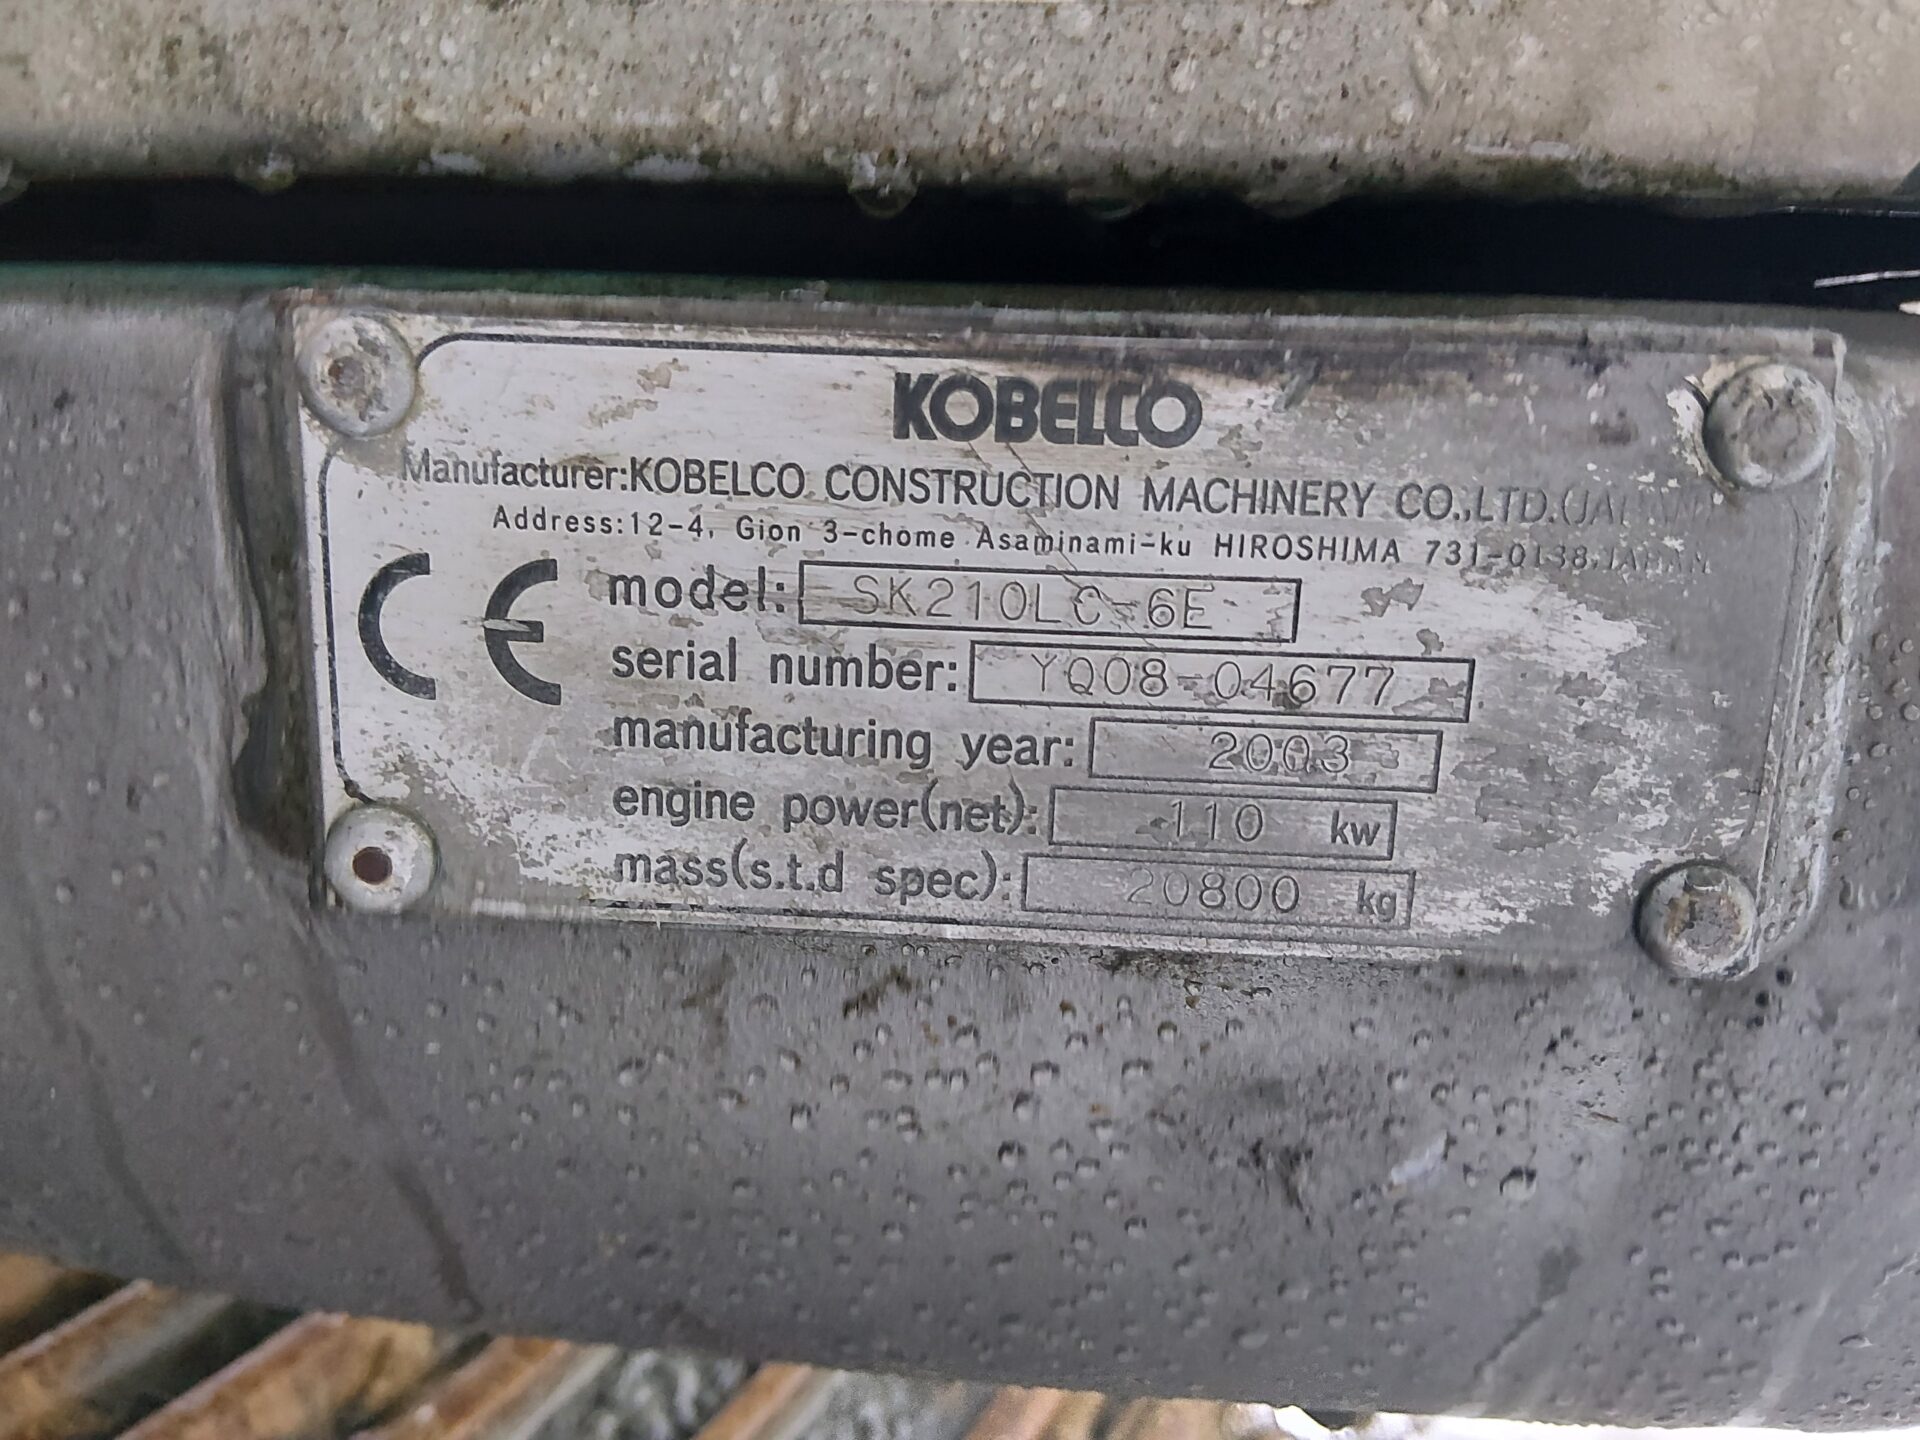 KOBELCO
Manufacturer:KOBELCO CONSTRUCTION MACHINERY CO.,LTD.(JAPAN)
Address:12-4, Gion 3-chome Asaminami-ku HIROSHIMA 731-0138,JAPAN
CE
model: SK210LC-6E
serial number: YQ08-04677
manufacturing year: 2003
engine power(net): 110 kw
mass(s.t.d spec): 20800 kg